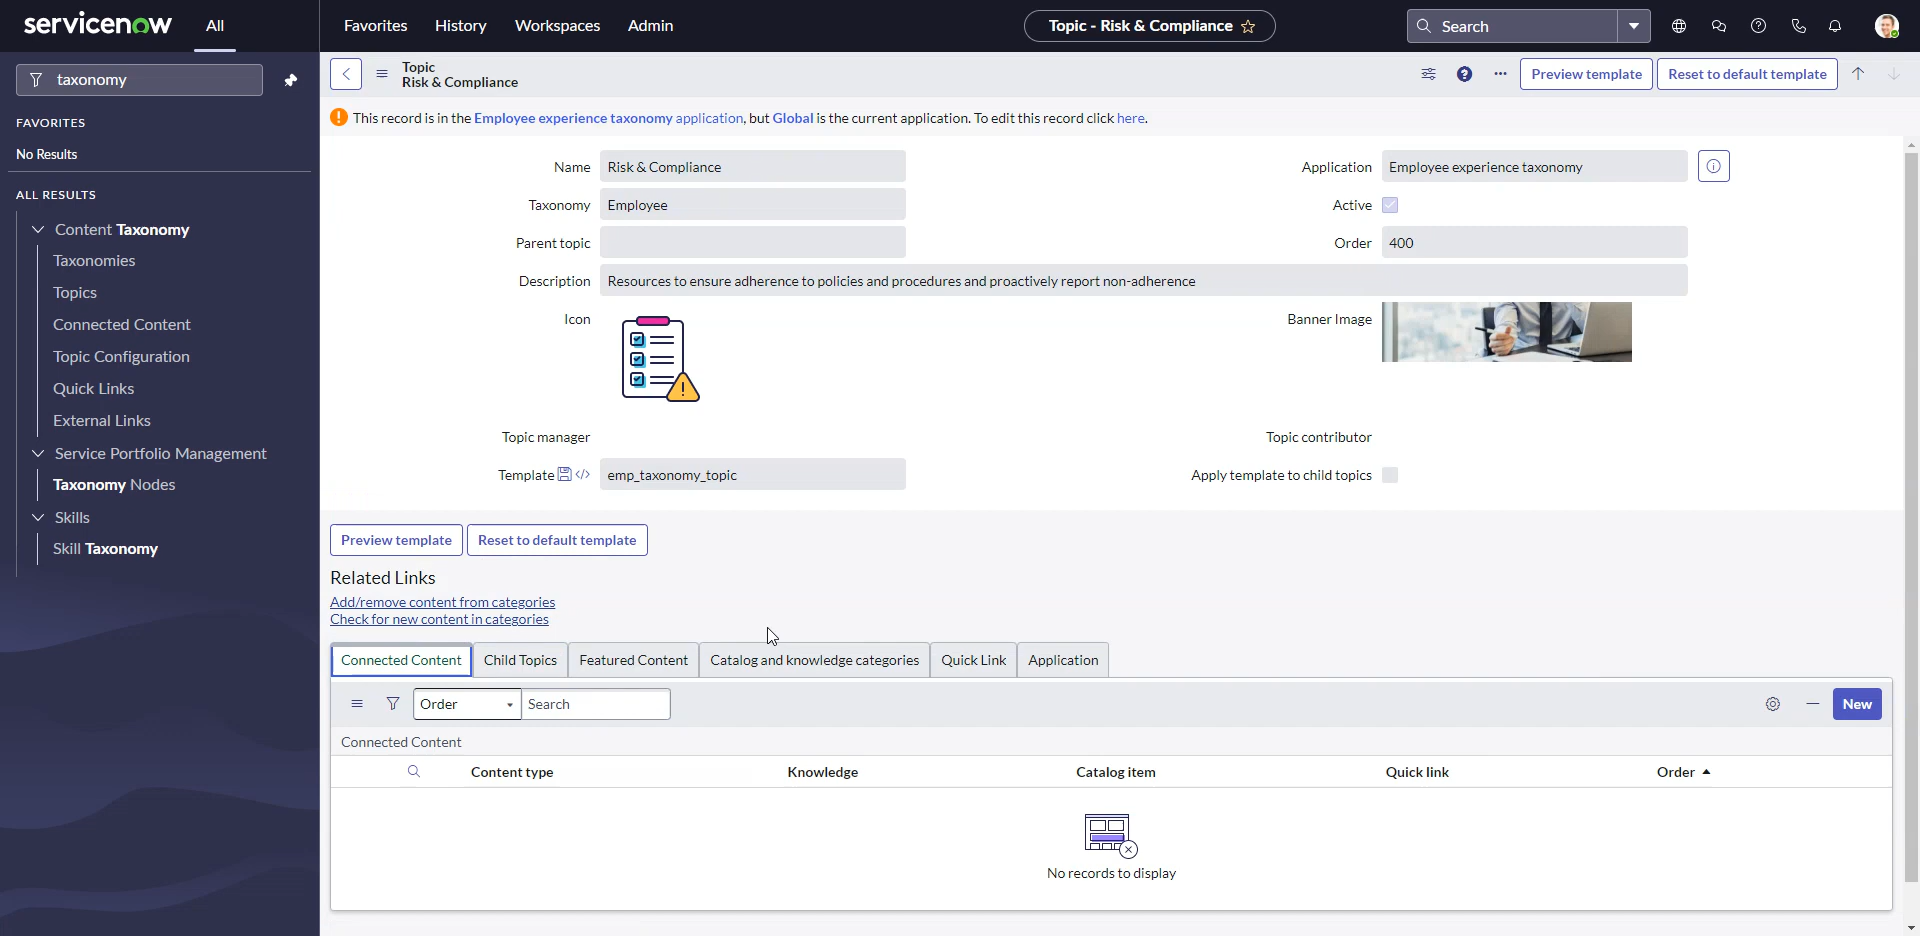 servicenow
All
Favorites
History
Workspaces
Admin
Topic - Risk & Compliance
Search
taxonomy
FAVORITES
No Results
ALL RESULTS
Content Taxonomy
Taxonomies
Topics
Connected Content
Topic Configuration
Quick Links
External Links
Service Portfolio Management
Taxonomy Nodes
Skills
Skill Taxonomy
Topic
Risk & Compliance
Preview template
Reset to default template
This record is in the Employee experience taxonomy application, but Global is the current application. To edit this record click here.
Name Risk & Compliance
Application Employee experience taxonomy
Taxonomy Employee
Active
Parent topic
Order 400
Description Resources to ensure adherence to policies and procedures and proactively report non-adherence
Icon
Banner Image
Topic manager
Topic contributor
Template emp_taxonomy_topic
Apply template to child topics
Preview template
Reset to default template
Related Links
Add/remove content from categories
Check for new content in categories
Connected Content
Child Topics
Featured Content
Catalog and knowledge categories
Quick Link
Application
Order
Search
New
Connected Content
Content type Knowledge Catalog item Quick link Order
No records to display